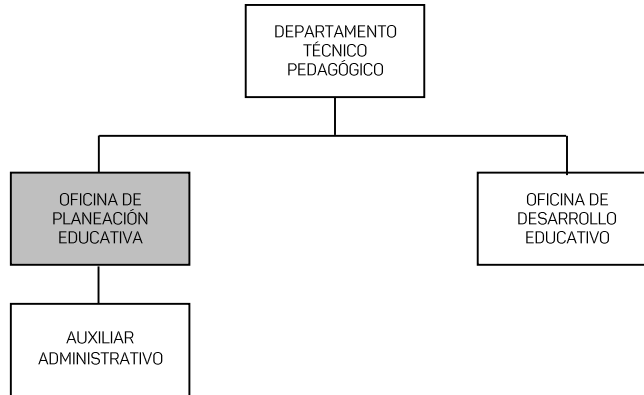 DEPARTAMENTO
TÉCNICO
PEDAGÓGICO
OFICINA DE
PLANEACIÓN
EDUCATIVA
OFICINA DE
DESARROLLO
EDUCATIVO
AUXILIAR
ADMINISTRATIVO